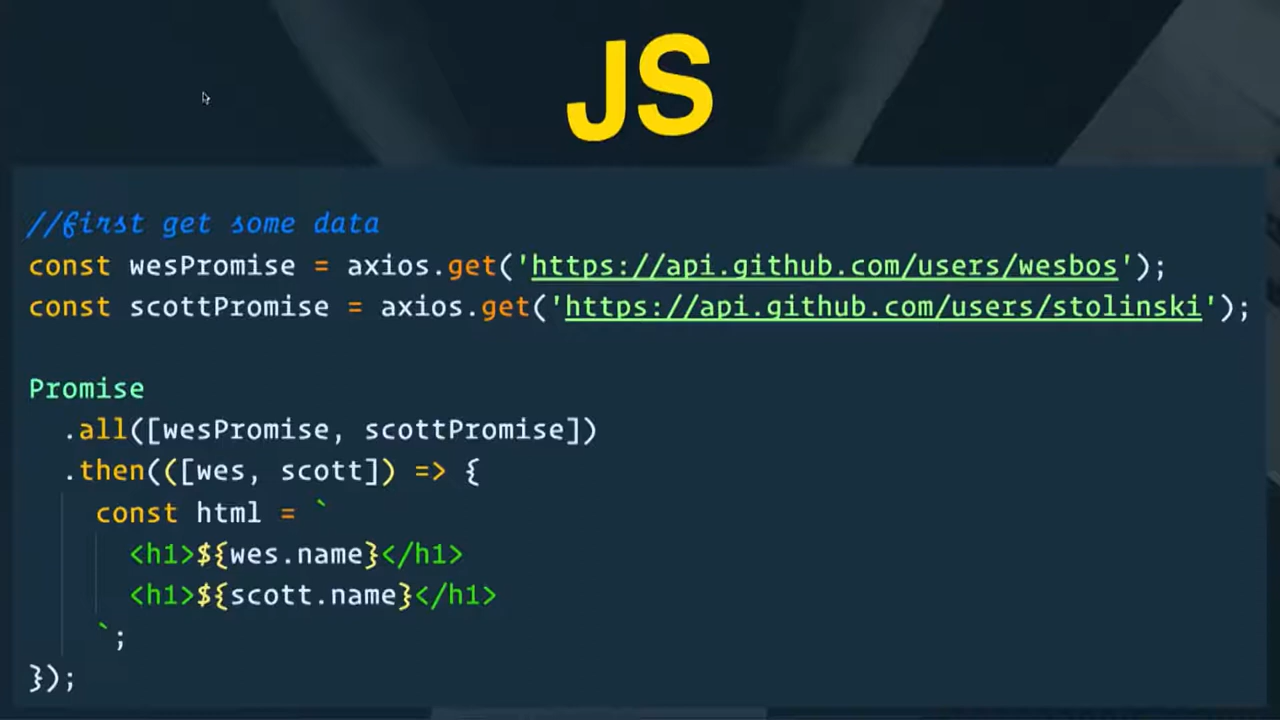 JS
//first get some data
const wesPromise = axios.get('https://api.github.com/users/wesbos');
const scottPromise = axios.get('https://api.github.com/users/stolinski');
Promise
  .all([wesPromise, scottPromise])
  .then(([wes, scott]) => {
    const html = `
      <h1>${wes.name}</h1>
      <h1>${scott.name}</h1>
    `;
});